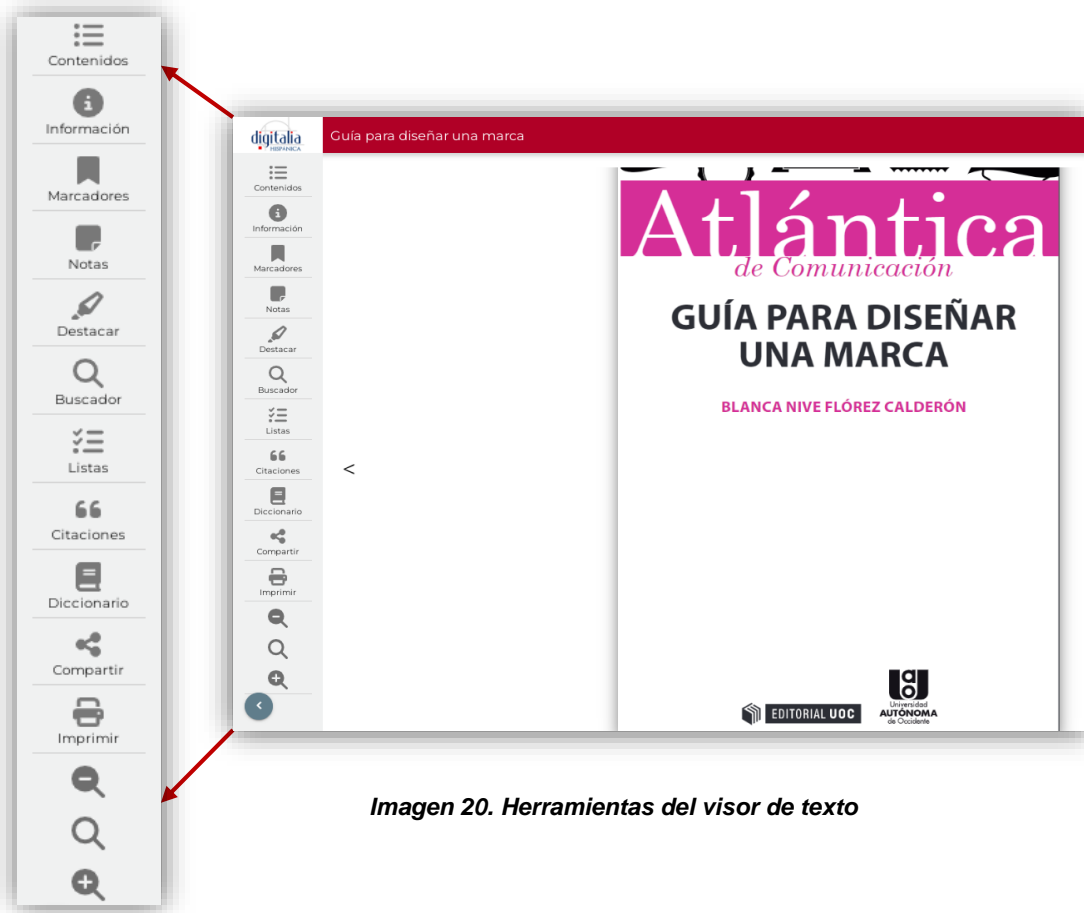 Contenidos
Información
Marcadores
Notas
Destacar
Buscador
Listas
Citaciones
Diccionario
Compartir
Imprimir
digitalia
HISPANICA
Guía para diseñar una marca
Contenidos
Información
Marcadores
Notas
Destacar
Buscador
Listas
Citaciones
Diccionario
Compartir
Imprimir
<
Atlántica
de Comunicación
GUÍA PARA DISEÑAR
UNA MARCA
BLANCA NIVE FLÓREZ CALDERÓN
EDITORIAL UOC
Universidad
AUTÓNOMA
de Occidente
Imagen 20. Herramientas del visor de texto